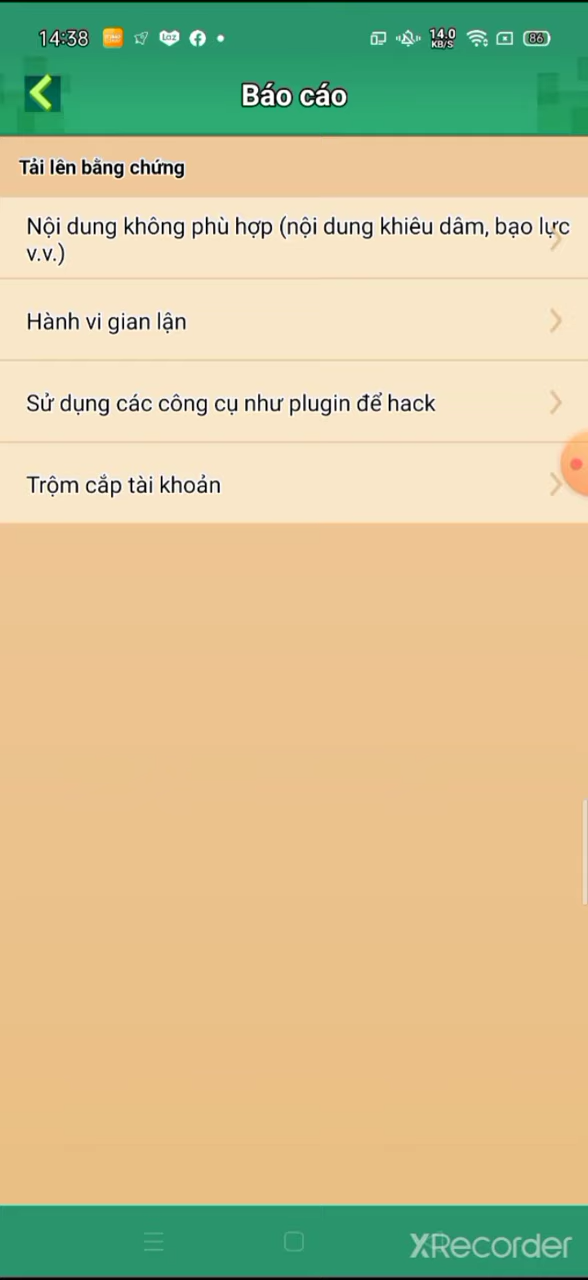 14:38
Loz
14.0
KB/S
86
Báo cáo
Tải lên bằng chứng
Nội dung không phù hợp (nội dung khiêu dâm, bạo lực
v.v.)
Hành vi gian lận
Sử dụng các công cụ như plugin để hack
Trộm cắp tài khoản
XRecorder